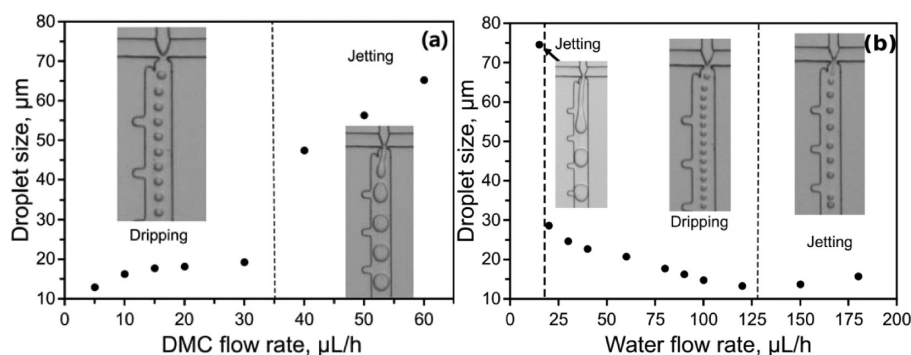 80
70
60
50
40
30
20
10
Droplet size, µm
(a)
Jetting
Dripping
0 10 20 30 40 50 60
DMC flow rate, µL/h
80
70
60
50
40
30
20
10
Droplet size, µm
(b)
Jetting
Dripping
Jetting
0 25 50 75 100 125 150 175 200
Water flow rate, µL/h